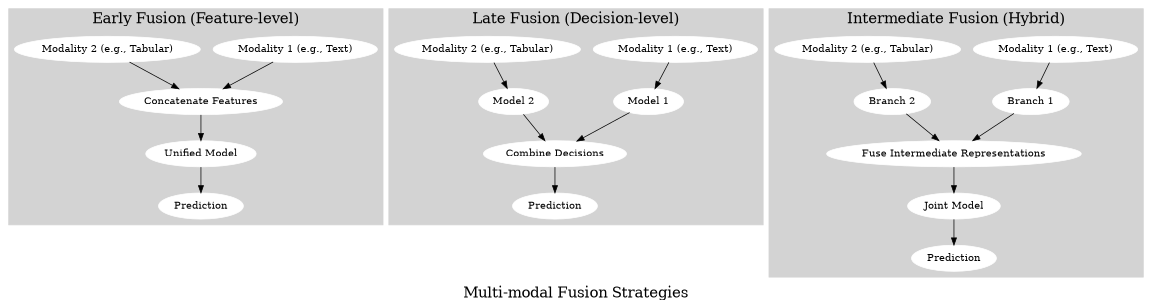 Early Fusion (Feature-level)
Modality 2 (e.g., Tabular)
Modality 1 (e.g., Text)
Concatenate Features
Unified Model
Prediction
Late Fusion (Decision-level)
Modality 2 (e.g., Tabular)
Modality 1 (e.g., Text)
Model 2
Model 1
Combine Decisions
Prediction
Intermediate Fusion (Hybrid)
Modality 2 (e.g., Tabular)
Modality 1 (e.g., Text)
Branch 2
Branch 1
Fuse Intermediate Representations
Joint Model
Prediction
Multi-modal Fusion Strategies